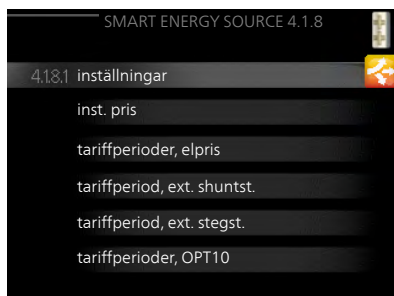 SMART ENERGY SOURCE 4.1.8
4.1.8.1 inställningar
inst. pris
tariffperioder, elpris
tariffperiod, ext. shuntst.
tariffperiod, ext. stegst.
tariffperioder, OPT10